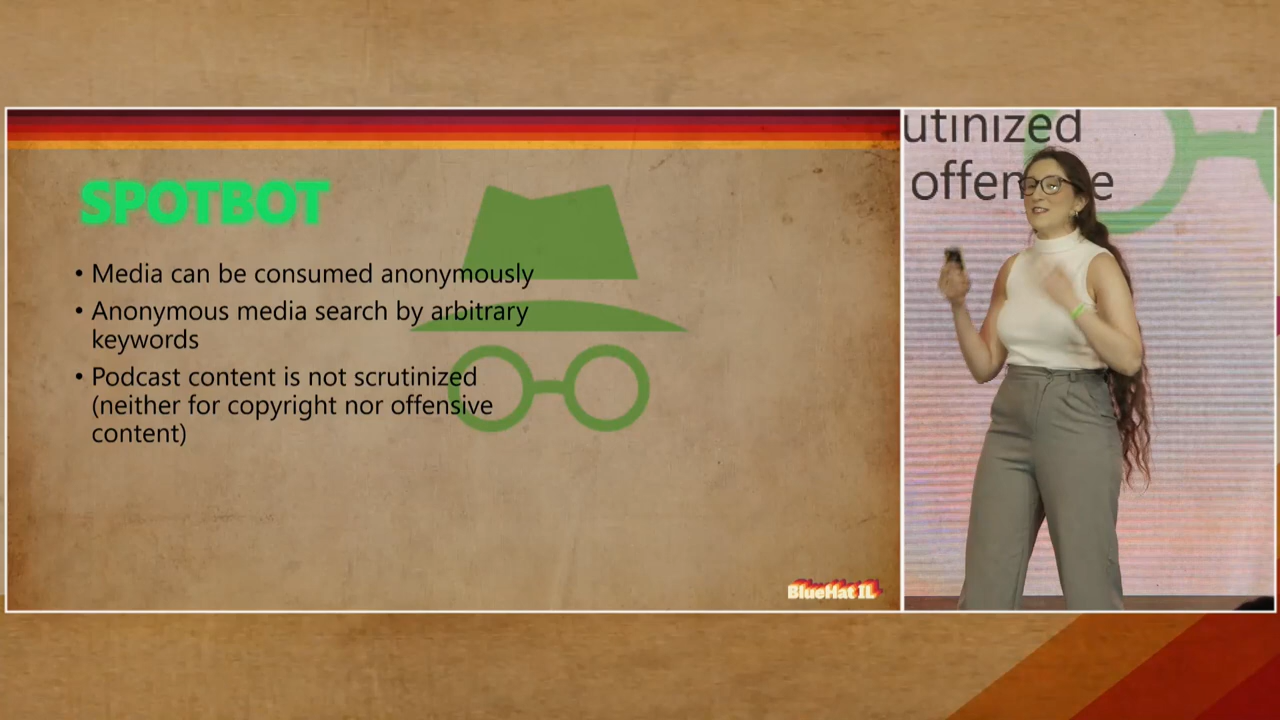 SPOTBOT
• Media can be consumed anonymously
• Anonymous media search by arbitrary
keywords
• Podcast content is not scrutinized
(neither for copyright nor offensive
content)
BlueHat IL
utinized
offen e